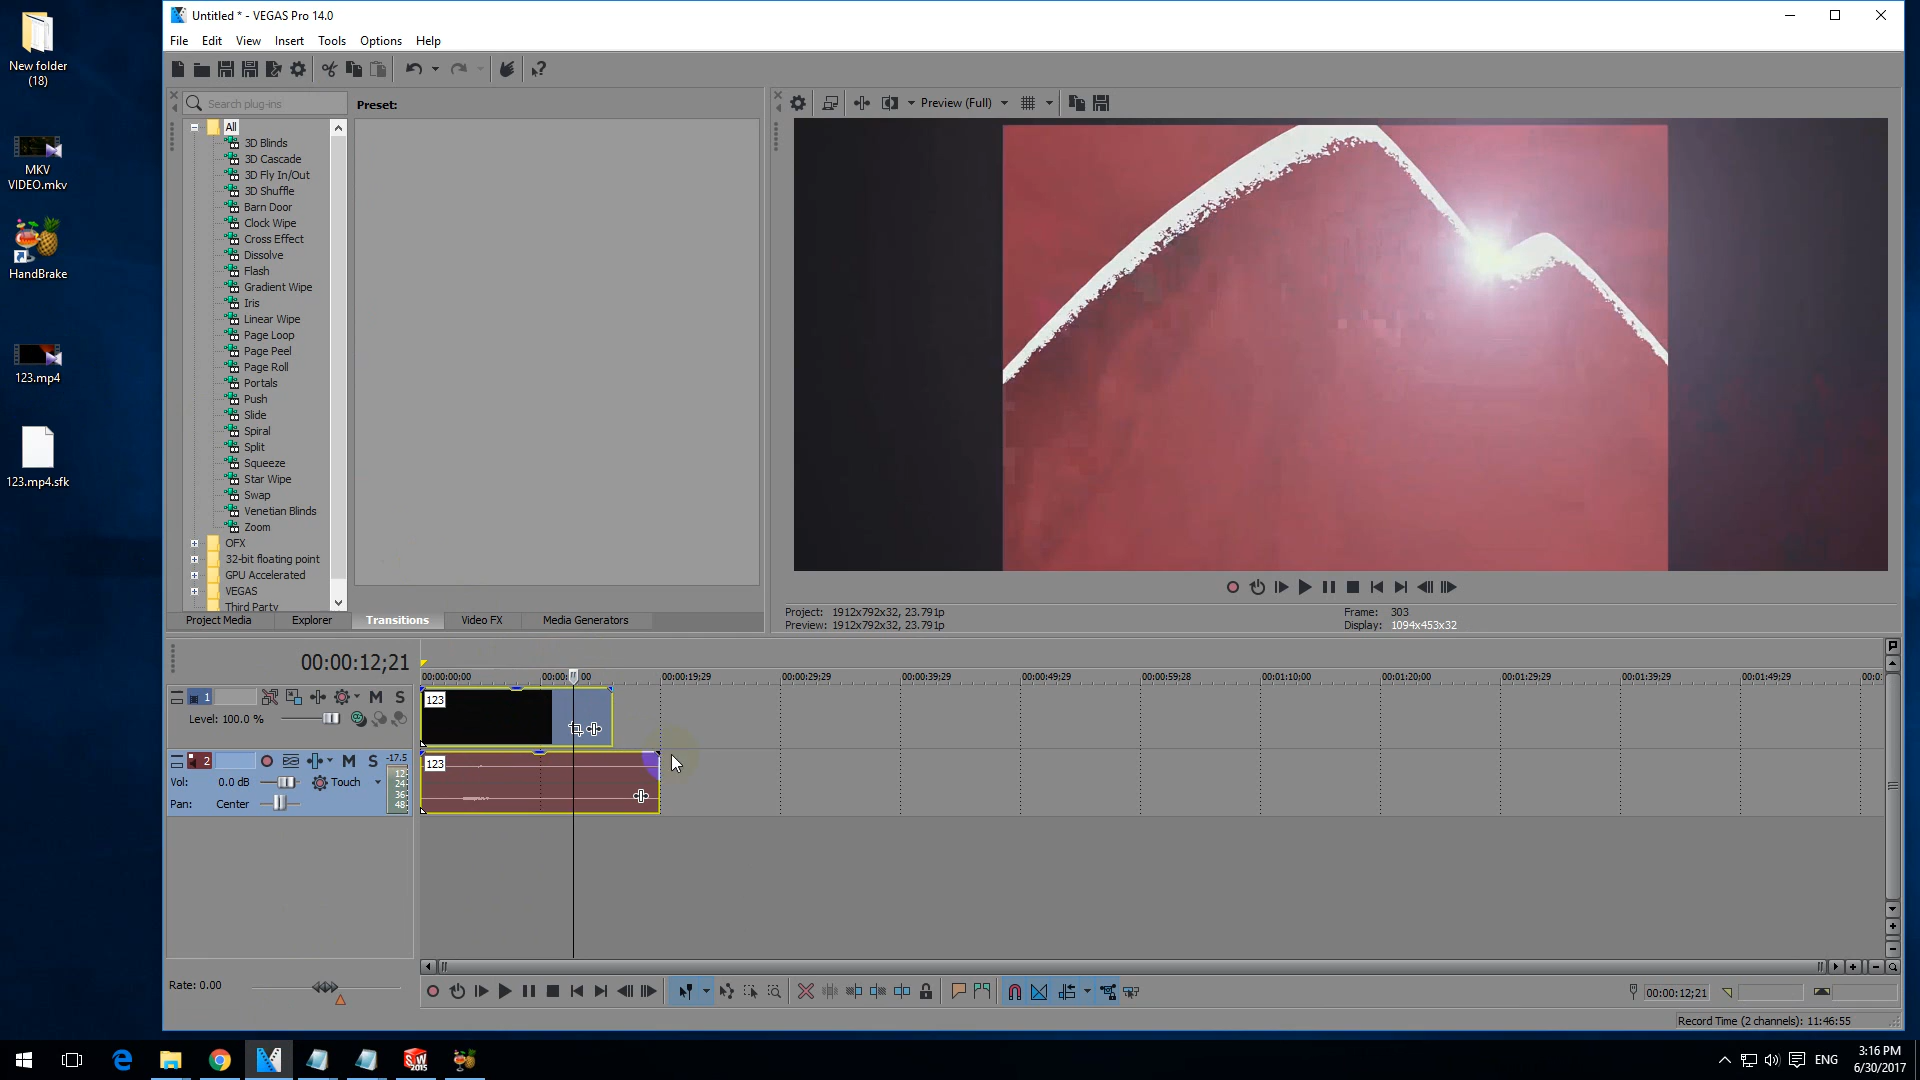 New folder
(18)
MKV
VIDEO.mkv
HandBrake
123.mp4
123.mp4.sfk
Untitled * - VEGAS Pro 14.0
File Edit View Insert Tools Options Help
Search plug-ins
Preset:
All
3D Blinds
3D Cascade
3D Fly In/Out
3D Shuffle
Barn Door
Clock Wipe
Cross Effect
Dissolve
Flash
Gradient Wipe
Iris
Linear Wipe
Page Loop
Page Peel
Page Roll
Portals
Push
Slide
Spiral
Split
Squeeze
Star Wipe
Swap
Venetian Blinds
Zoom
OFX
32-bit floating point
GPU Accelerated
VEGAS
Third Party
Project Media Explorer Transitions Video FX Media Generators
Preview (Full)
Project: 1912x792x32, 23.791p
Preview: 1912x792x32, 23.791p
Frame: 303
Display: 1094x453x32
00:00:12;21
00:00:00;00 00:00:19;29 00:00:29;29 00:00:39;29 00:00:49;29 00:00:59;28 00:01:10;00 00:01:20;00 00:01:29;29 00:01:39;29 00:01:49;29
1 M S
Level: 100.0 %
123
2 M S -17.5
123
Vol: 0.0 dB Touch
Pan: Center
12
24
36
48
Rate: 0.00
00:00:12;21
Record Time (2 channels): 11:46:55
SW
2015
ENG
3:16 PM
6/30/2017